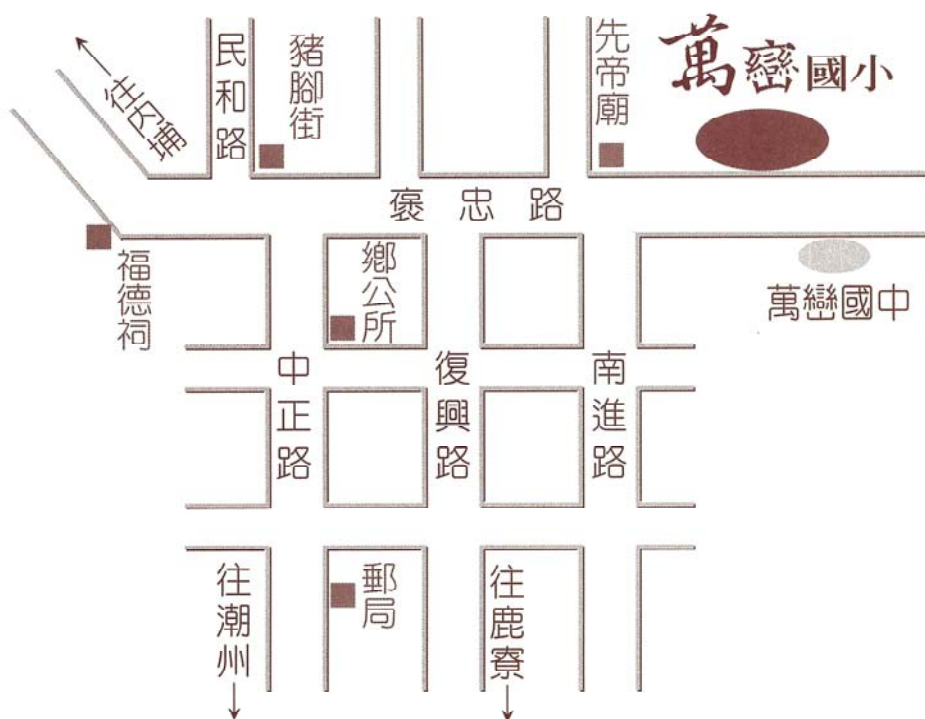 萬巒國小
往內埔
民和路
豬腳街
先帝廟
褒忠路
福德祠
鄉公所
萬巒國中
中正路
復興路
南進路
往潮州
郵局
往鹿寮